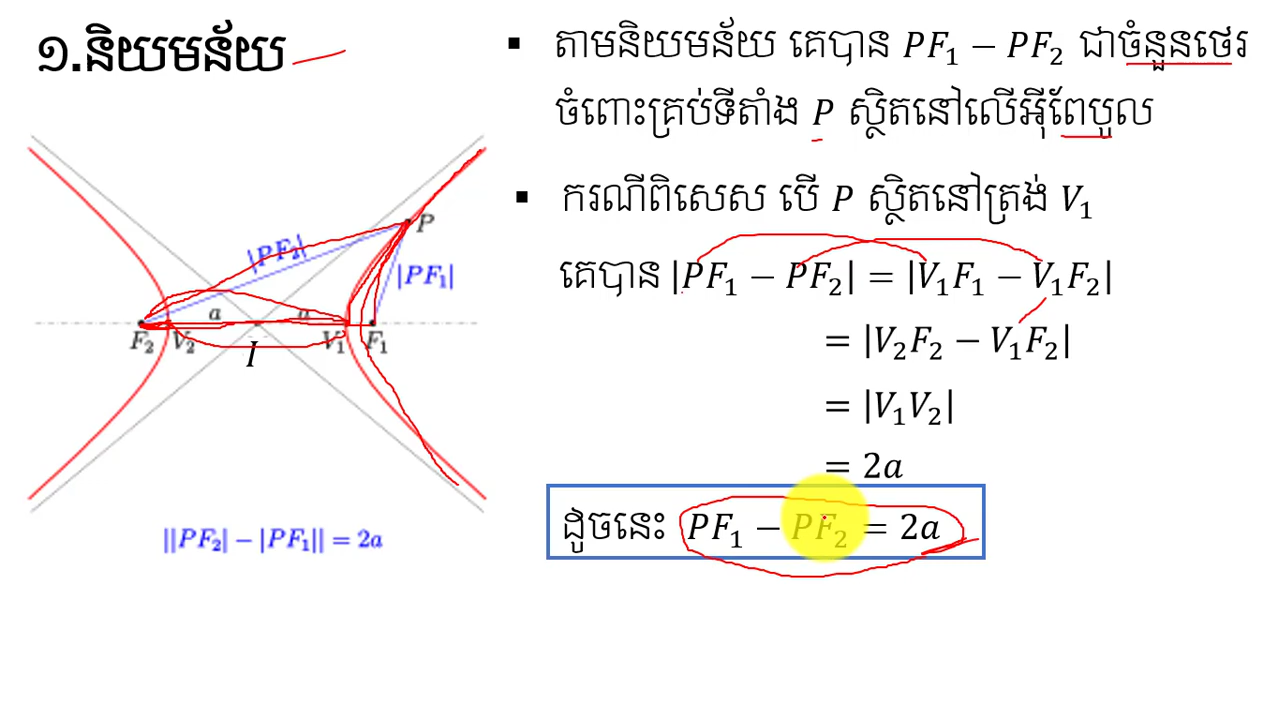 ១.និយមន័យ
▪ តាមនិយមន័យ គេបាន PF₁ − PF₂ ជាចំនួនថេរ
ចំពោះគ្រប់ទីតាំង P ស្ថិតនៅលើអ៊ីពែបូល
▪ ករណីពិសេស បើ P ស្ថិតនៅត្រង់ V₁
គេបាន |PF₁ − PF₂| = |V₁F₁ − V₁F₂|
= |V₂F₂ − V₁F₂|
= |V₁V₂|
= 2a
ដូចនេះ PF₁ − PF₂ = 2a
P
|PF₂|
|PF₁|
a a
F₂ V₂ V₁ F₁
I
||PF₂| − |PF₁|| = 2a